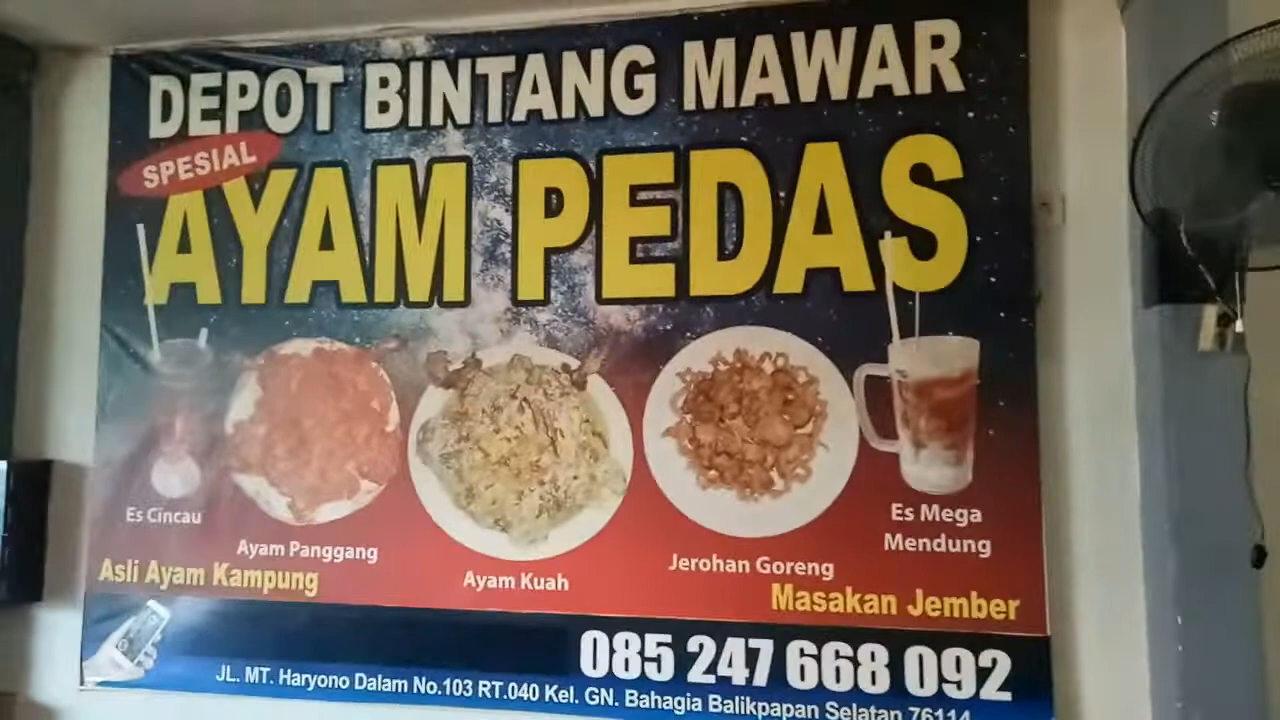 DEPOT BINTANG MAWAR
SPESIAL
AYAM PEDAS
Es Cincau
Ayam Panggang
Ayam Kuah
Jerohan Goreng
Es Mega
Mendung
Asli Ayam Kampung
Masakan Jember
085 247 668 092
JL. MT. Haryono Dalam No.103 RT.040 Kel. GN. Bahagia Balikpapan Selatan 76114